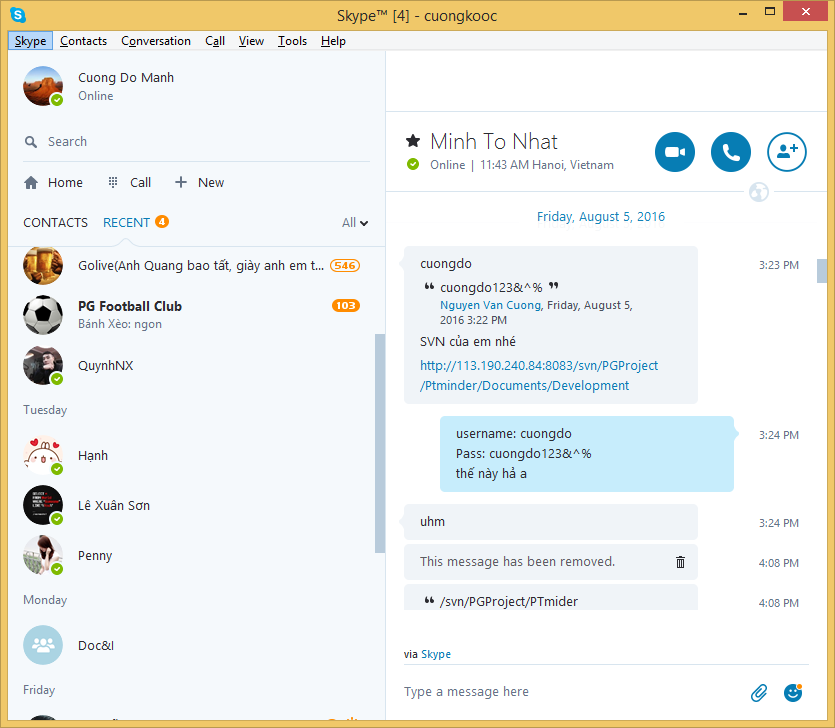 Skype™ [4] - cuongkooc
Skype Contacts Conversation Call View Tools Help
Cuong Do Manh
Online
Search
Home Call New
CONTACTS RECENT 4 All
Golive(Anh Quang bao tất, giày anh em t... 546
PG Football Club 103
Bánh Xèo: ngon
QuynhNX
Tuesday
Hạnh
Lê Xuân Sơn
Penny
Monday
Doc&I
Friday
Minh To Nhat
Online | 11:43 AM Hanoi, Vietnam
Friday, August 5, 2016
cuongdo 3:23 PM
❝ cuongdo123&^% ❞
Nguyen Van Cuong, Friday, August 5,
2016 3:22 PM
SVN của em nhé
http://113.190.240.84:8083/svn/PGProject
/Ptminder/Documents/Development
username: cuongdo 3:24 PM
Pass: cuongdo123&^%
thế này hả a
uhm 3:24 PM
This message has been removed. 4:08 PM
❝ /svn/PGProject/PTmider 4:08 PM
via Skype
Type a message here